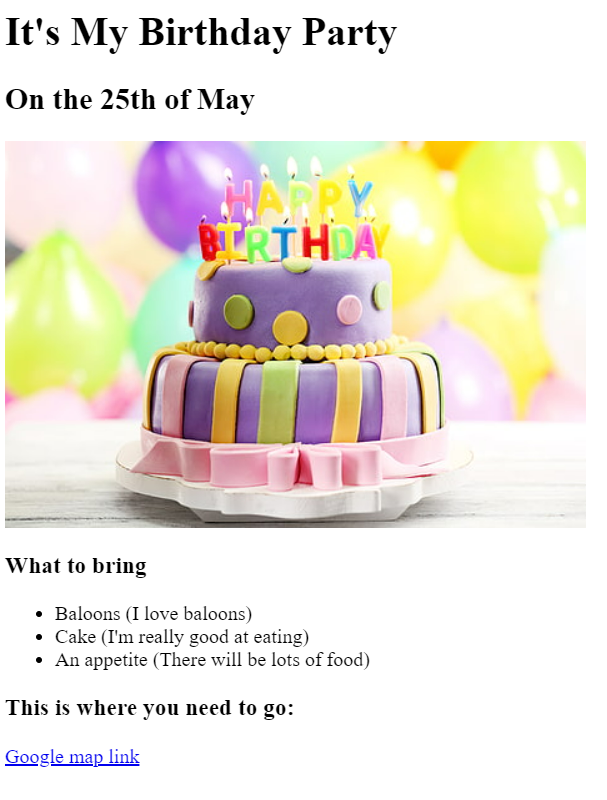 It's My Birthday Party
On the 25th of May
HAPPY
BIRTHDAY
What to bring
Baloons (I love baloons)
Cake (I'm really good at eating)
An appetite (There will be lots of food)
This is where you need to go:
Google map link